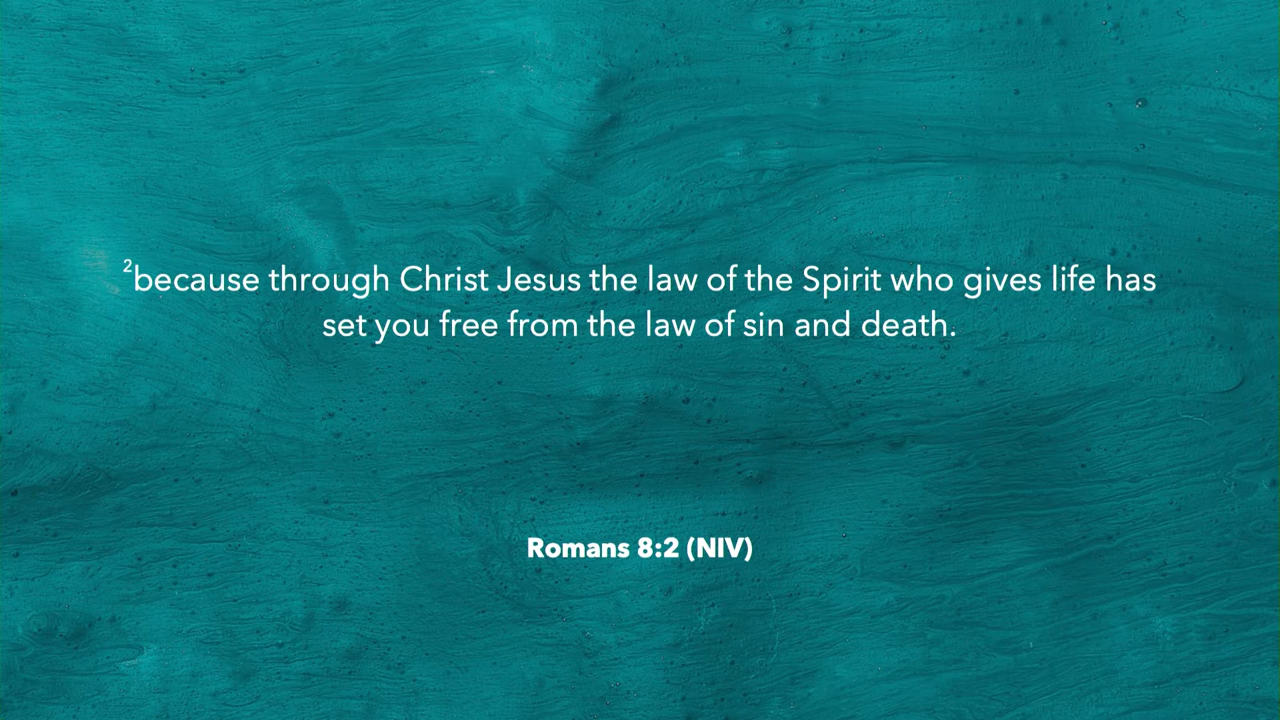 ²because through Christ Jesus the law of the Spirit who gives life has
set you free from the law of sin and death.
Romans 8:2 (NIV)